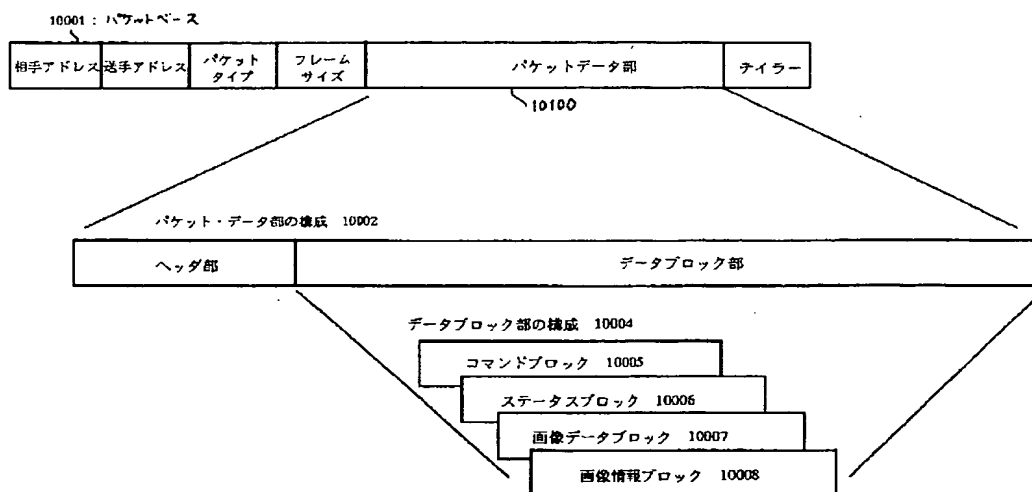 10001 : パケットベース
相手アドレス 送手アドレス パケットタイプ フレームサイズ パケットデータ部 テイラー
10100
パケット・データ部の構成 10002
ヘッダ部 データブロック部
データブロック部の構成 10004
コマンドブロック 10005
ステータスブロック 10006
画像データブロック 10007
画像情報ブロック 10008